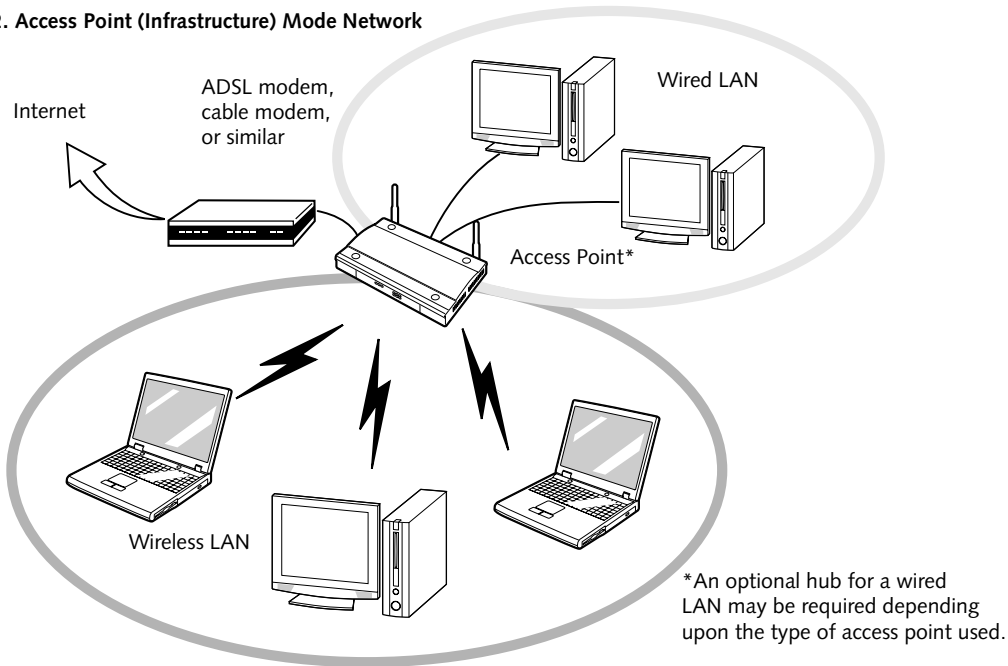 2. Access Point (Infrastructure) Mode Network
ADSL modem,
cable modem,
or similar
Internet
Wired LAN
Access Point*
Wireless LAN
*An optional hub for a wired
LAN may be required depending
upon the type of access point used.